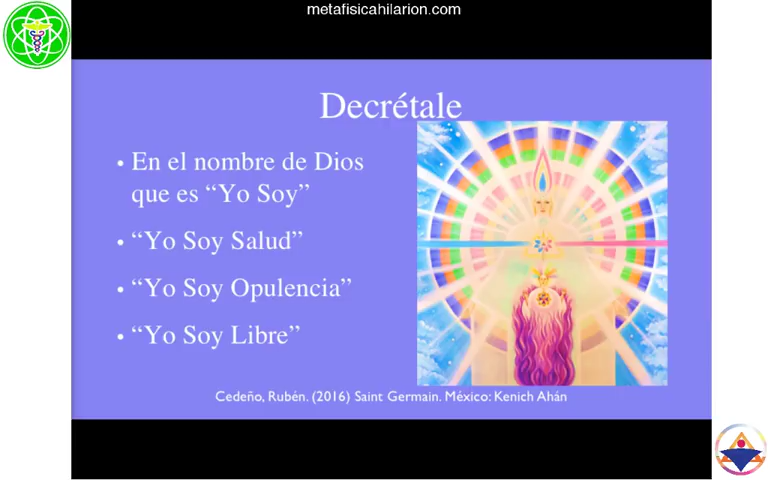 metafisicahilarion.com
Decrétale
• En el nombre de Dios
que es “Yo Soy”
• “Yo Soy Salud”
• “Yo Soy Opulencia”
• “Yo Soy Libre”
Cedeño, Rubén. (2016) Saint Germain. México: Kenich Ahán